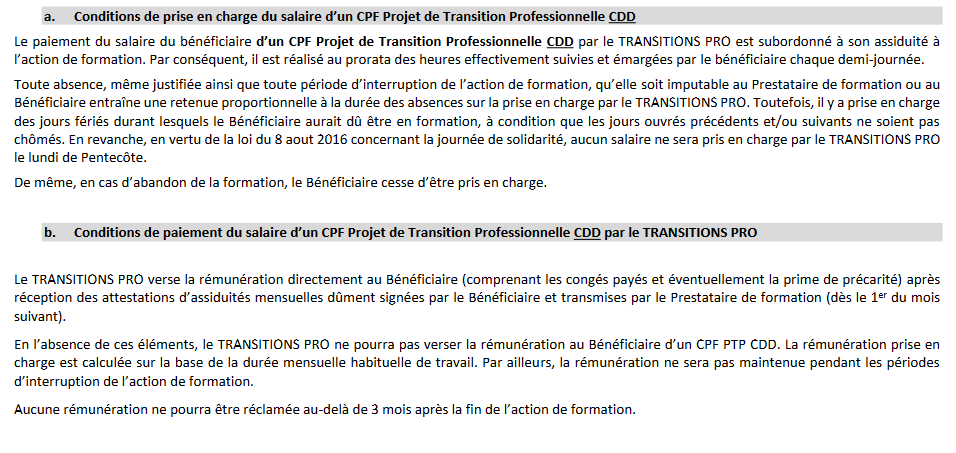 a. Conditions de prise en charge du salaire d’un CPF Projet de Transition Professionnelle CDD
Le paiement du salaire du bénéficiaire d’un CPF Projet de Transition Professionnelle CDD par le TRANSITIONS PRO est subordonné à son assiduité à
l’action de formation. Par conséquent, il est réalisé au prorata des heures effectivement suivies et émargées par le bénéficiaire chaque demi-journée.
Toute absence, même justifiée ainsi que toute période d’interruption de l’action de formation, qu’elle soit imputable au Prestataire de formation ou au
Bénéficiaire entraîne une retenue proportionnelle à la durée des absences sur la prise en charge par le TRANSITIONS PRO. Toutefois, il y a prise en charge
des jours fériés durant lesquels le Bénéficiaire aurait dû être en formation, à condition que les jours ouvrés précédents et/ou suivants ne soient pas
chômés. En revanche, en vertu de la loi du 8 aout 2016 concernant la journée de solidarité, aucun salaire ne sera pris en charge par le TRANSITIONS PRO
le lundi de Pentecôte.
De même, en cas d’abandon de la formation, le Bénéficiaire cesse d’être pris en charge.
b. Conditions de paiement du salaire d’un CPF Projet de Transition Professionnelle CDD par le TRANSITIONS PRO
Le TRANSITIONS PRO verse la rémunération directement au Bénéficiaire (comprenant les congés payés et éventuellement la prime de précarité) après
réception des attestations d’assiduités mensuelles dûment signées par le Bénéficiaire et transmises par le Prestataire de formation (dès le 1er du mois
suivant).
En l’absence de ces éléments, le TRANSITIONS PRO ne pourra pas verser la rémunération au Bénéficiaire d’un CPF PTP CDD. La rémunération prise en
charge est calculée sur la base de la durée mensuelle habituelle de travail. Par ailleurs, la rémunération ne sera pas maintenue pendant les périodes
d’interruption de l’action de formation.
Aucune rémunération ne pourra être réclamée au-delà de 3 mois après la fin de l’action de formation.